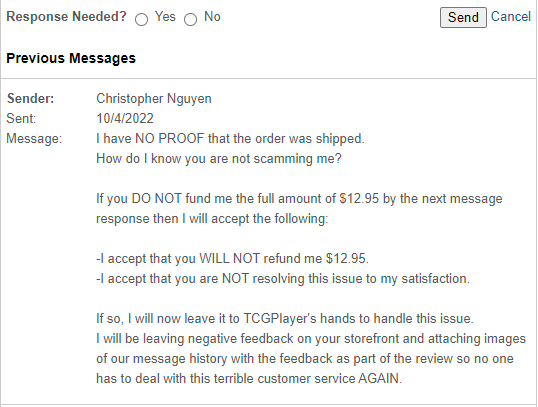 Response Needed? Yes No Send Cancel
Previous Messages
Sender: Christopher Nguyen
Sent: 10/4/2022
Message: I have NO PROOF that the order was shipped.
How do I know you are not scamming me?
If you DO NOT fund me the full amount of $12.95 by the next message
response then I will accept the following:
-I accept that you WILL NOT refund me $12.95.
-I accept that you are NOT resolving this issue to my satisfaction.
If so, I will now leave it to TCGPlayer's hands to handle this issue.
I will be leaving negative feedback on your storefront and attaching images
of our message history with the feedback as part of the review so no one
has to deal with this terrible customer service AGAIN.